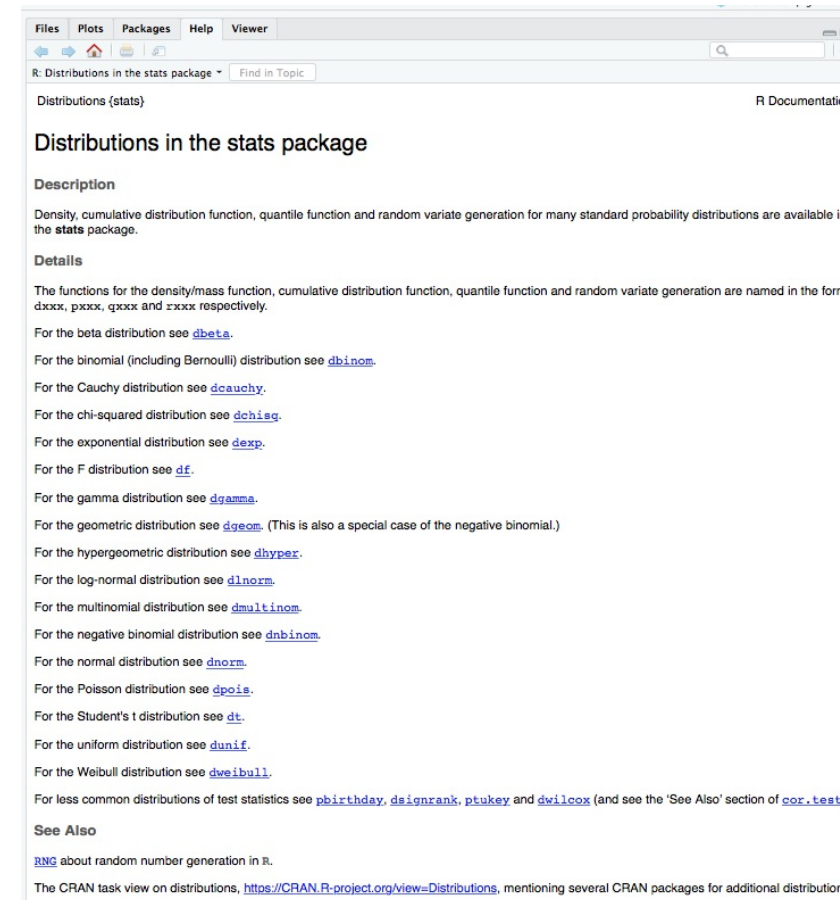 Files Plots Packages Help Viewer
R: Distributions in the stats package Find in Topic
Distributions {stats} R Documentati
Distributions in the stats package
Description
Density, cumulative distribution function, quantile function and random variate generation for many standard probability distributions are available i
the stats package.
Details
The functions for the density/mass function, cumulative distribution function, quantile function and random variate generation are named in the for
dxxx, pxxx, qxxx and rxxx respectively.
For the beta distribution see dbeta.
For the binomial (including Bernoulli) distribution see dbinom.
For the Cauchy distribution see dcauchy.
For the chi-squared distribution see dchisq.
For the exponential distribution see dexp.
For the F distribution see df.
For the gamma distribution see dgamma.
For the geometric distribution see dgeom. (This is also a special case of the negative binomial.)
For the hypergeometric distribution see dhyper.
For the log-normal distribution see dlnorm.
For the multinomial distribution see dmultinom.
For the negative binomial distribution see dnbinom.
For the normal distribution see dnorm.
For the Poisson distribution see dpois.
For the Student's t distribution see dt.
For the uniform distribution see dunif.
For the Weibull distribution see dweibull.
For less common distributions of test statistics see pbirthday, dsignrank, ptukey and dwilcox (and see the 'See Also' section of cor.test
See Also
RNG about random number generation in R.
The CRAN task view on distributions, https://CRAN.R-project.org/view=Distributions, mentioning several CRAN packages for additional distribution